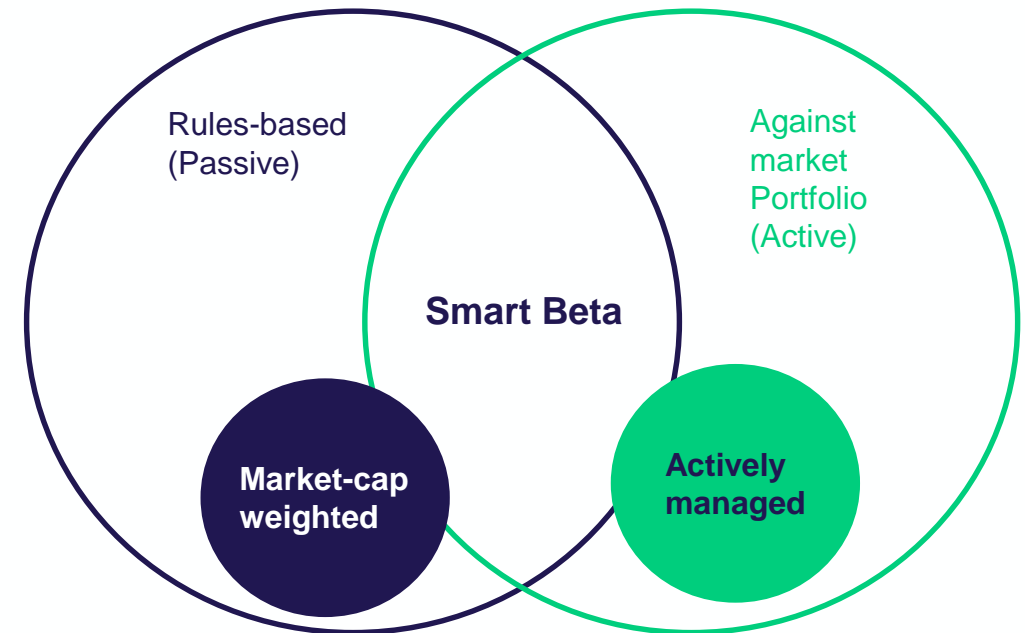 Rules-based
(Passive)
Against
market
Portfolio
(Active)
Smart Beta
Market-cap
weighted
Actively
managed